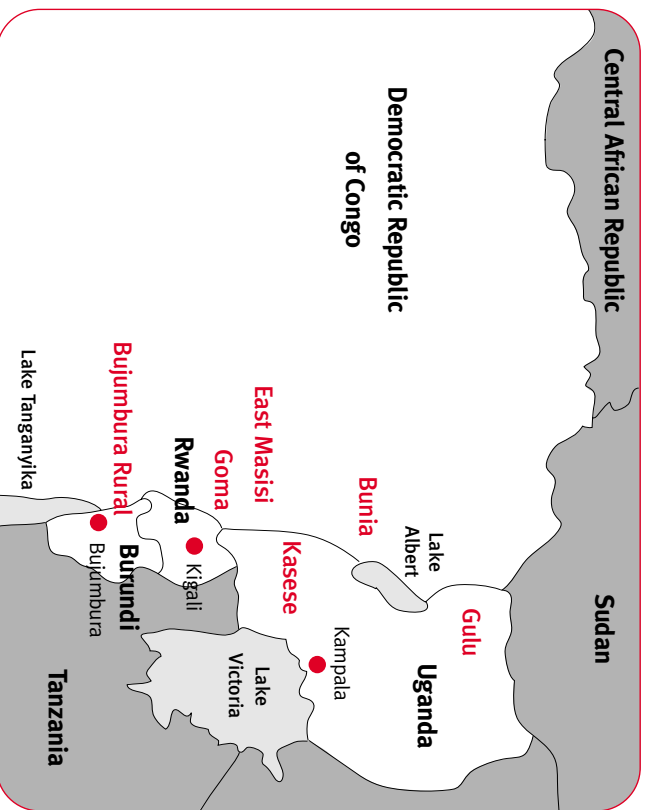 Central African Republic
Sudan
Democratic Republic
of Congo
Gulu
Uganda
Lake
Albert
Bunia
Kampala
Kasese
East Masisi
Lake
Victoria
Goma
Rwanda
Kigali
Bujumbura Rural
Burundi
Bujumbura
Tanzania
Lake Tanganyika